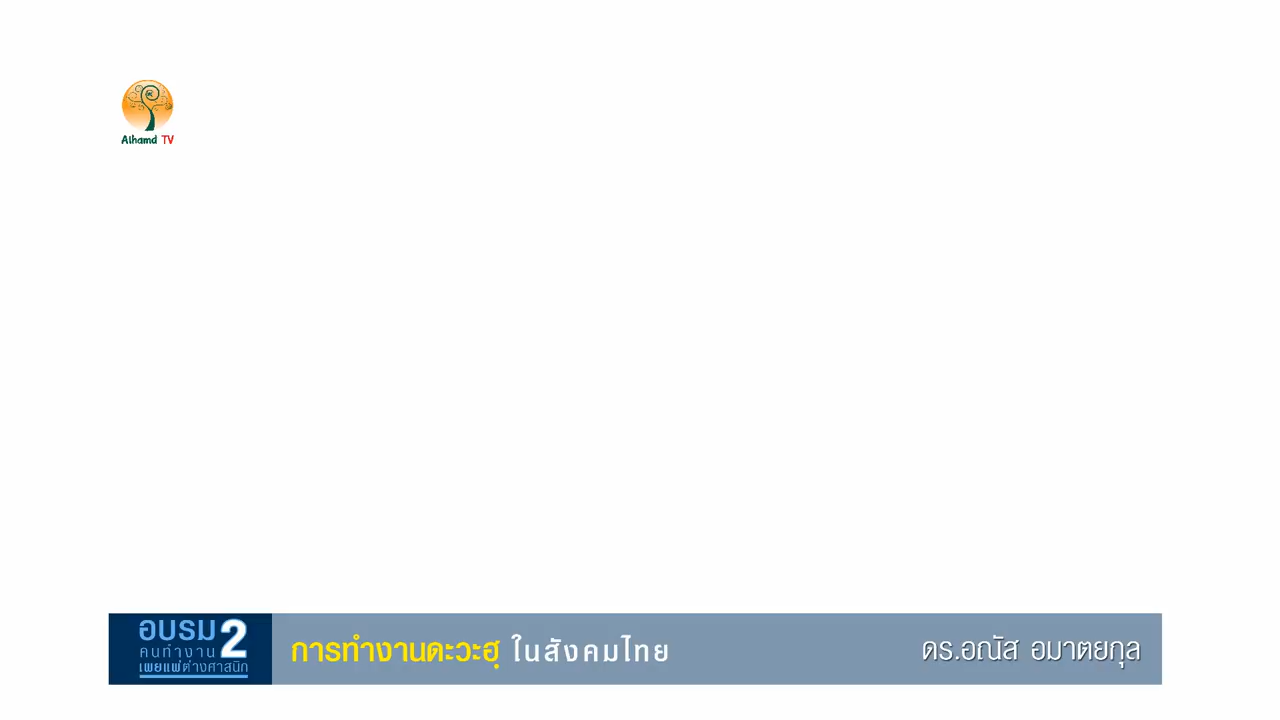 Alhamd TV
อบรม 2
คนทำงาน
เผยแพ่ต่างศาสนิก
การทำงานดะวะฮฺ ในสังคมไทย
ดร.อณัส อมาตยกุล